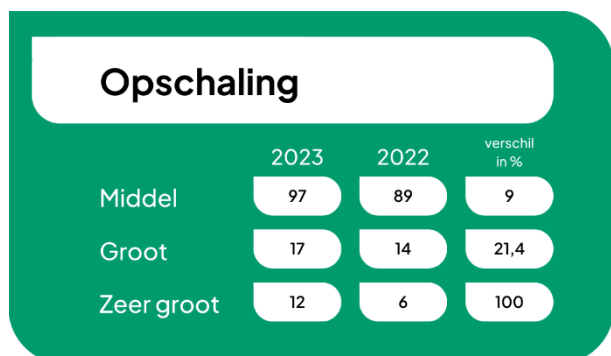 Opschaling
2023 2022 verschil in %
Middel 97 89 9
Groot 17 14 21,4
Zeer groot 12 6 100